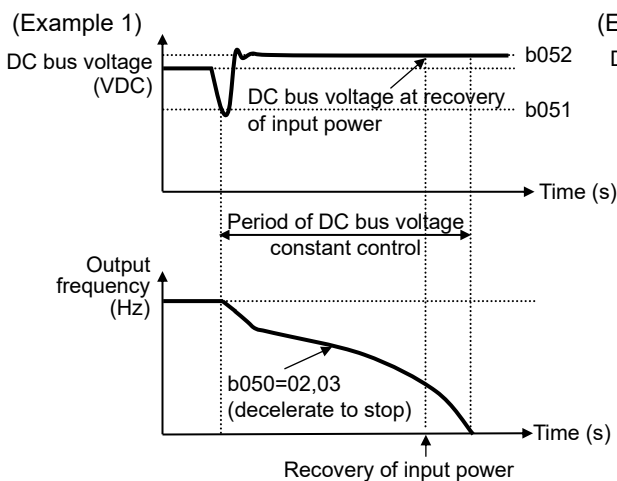 (Example 1)
(E
DC bus voltage
(VDC)
D
b052
DC bus voltage at recovery
of input power
b051
Time (s)
Period of DC bus voltage
constant control
Output
frequency
(Hz)
b050=02,03
(decelerate to stop)
Time (s)
Recovery of input power